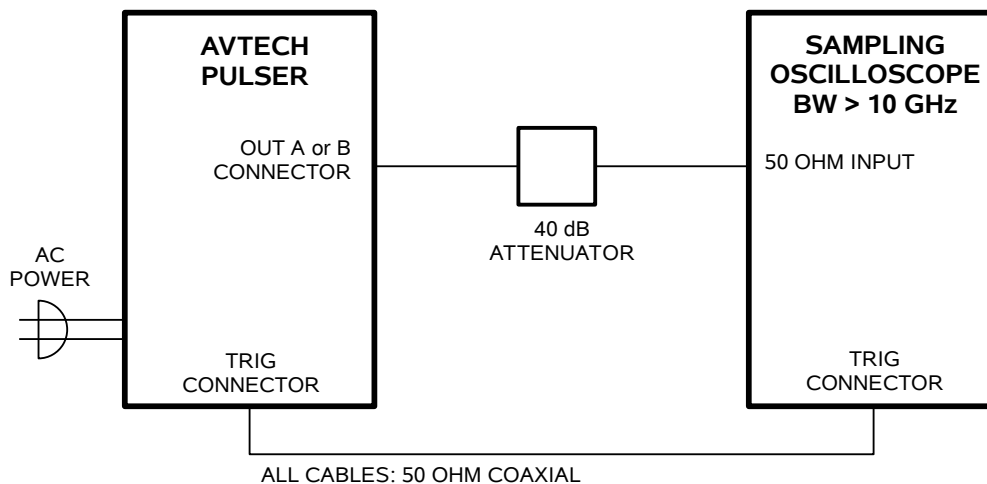 AVTECH
PULSER
SAMPLING
OSCILLOSCOPE
BW > 10 GHz
OUT A or B
CONNECTOR
50 OHM INPUT
40 dB
ATTENUATOR
AC
POWER
TRIG
CONNECTOR
TRIG
CONNECTOR
ALL CABLES: 50 OHM COAXIAL